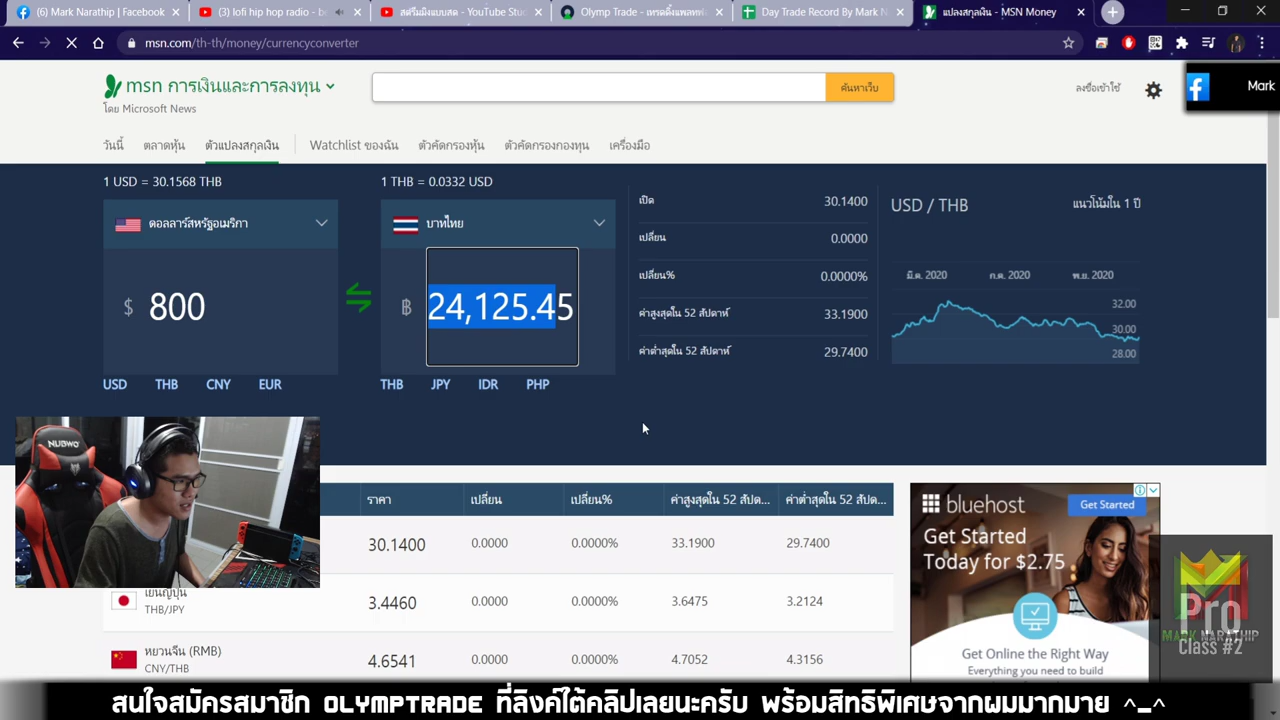 (6) Mark Narathip | Facebook
(3) lofi hip hop radio - be
สตรีมมิงแบบสด - YouTube Stu
Olymp Trade - เทรดดิ้งแพลทฟ
Day Trade Record By Mark N
แปลงสกุลเงิน - MSN Money
msn.com/th-th/money/currencyconverter
msn การเงินและการลงทุน
โดย Microsoft News
ค้นหาเว็บ
ลงชื่อเข้าใช้
Mark
วันนี้ ตลาดหุ้น ตัวแปลงสกุลเงิน Watchlist ของฉัน ตัวคัดกรองหุ้น ตัวคัดกรองกองทุน เครื่องมือ
1 USD = 30.1568 THB
1 THB = 0.0332 USD
ดอลลาร์สหรัฐอเมริกา
บาทไทย
$ 800
฿ 24,125.45
USD THB CNY EUR
THB JPY IDR PHP
เปิด 30.1400
เปลี่ยน 0.0000
เปลี่ยน% 0.0000%
ค่าสูงสุดใน 52 สัปดาห์ 33.1900
ค่าต่ำสุดใน 52 สัปดาห์ 29.7400
USD / THB
แนวโน้มใน 1 ปี
มี.ค. 2020 ก.ค. 2020 พ.ย. 2020
32.00
30.00
28.00
ราคา เปลี่ยน เปลี่ยน% ค่าสูงสุดใน 52 สัปด... ค่าต่ำสุดใน 52 สัปด...
30.1400 0.0000 0.0000% 33.1900 29.7400
เยนญี่ปุ่น
THB/JPY
3.4460 0.0000 0.0000% 3.6475 3.2124
หยวนจีน (RMB)
CNY/THB
4.6541 0.0000 0.0000% 4.7052 4.3156
NUBWO
bluehost
Get Started
Get Started
Today for $2.75
Get Online the Right Way
Everything you need to build
Pro
MARK NARATHIP
Class #2
สนใจสมัครสมาชิก OLYMPTRADE ที่ลิงค์ใต้คลิปเลยนะครับ พร้อมสิทธิพิเศษจากผมมากมาย ^_^